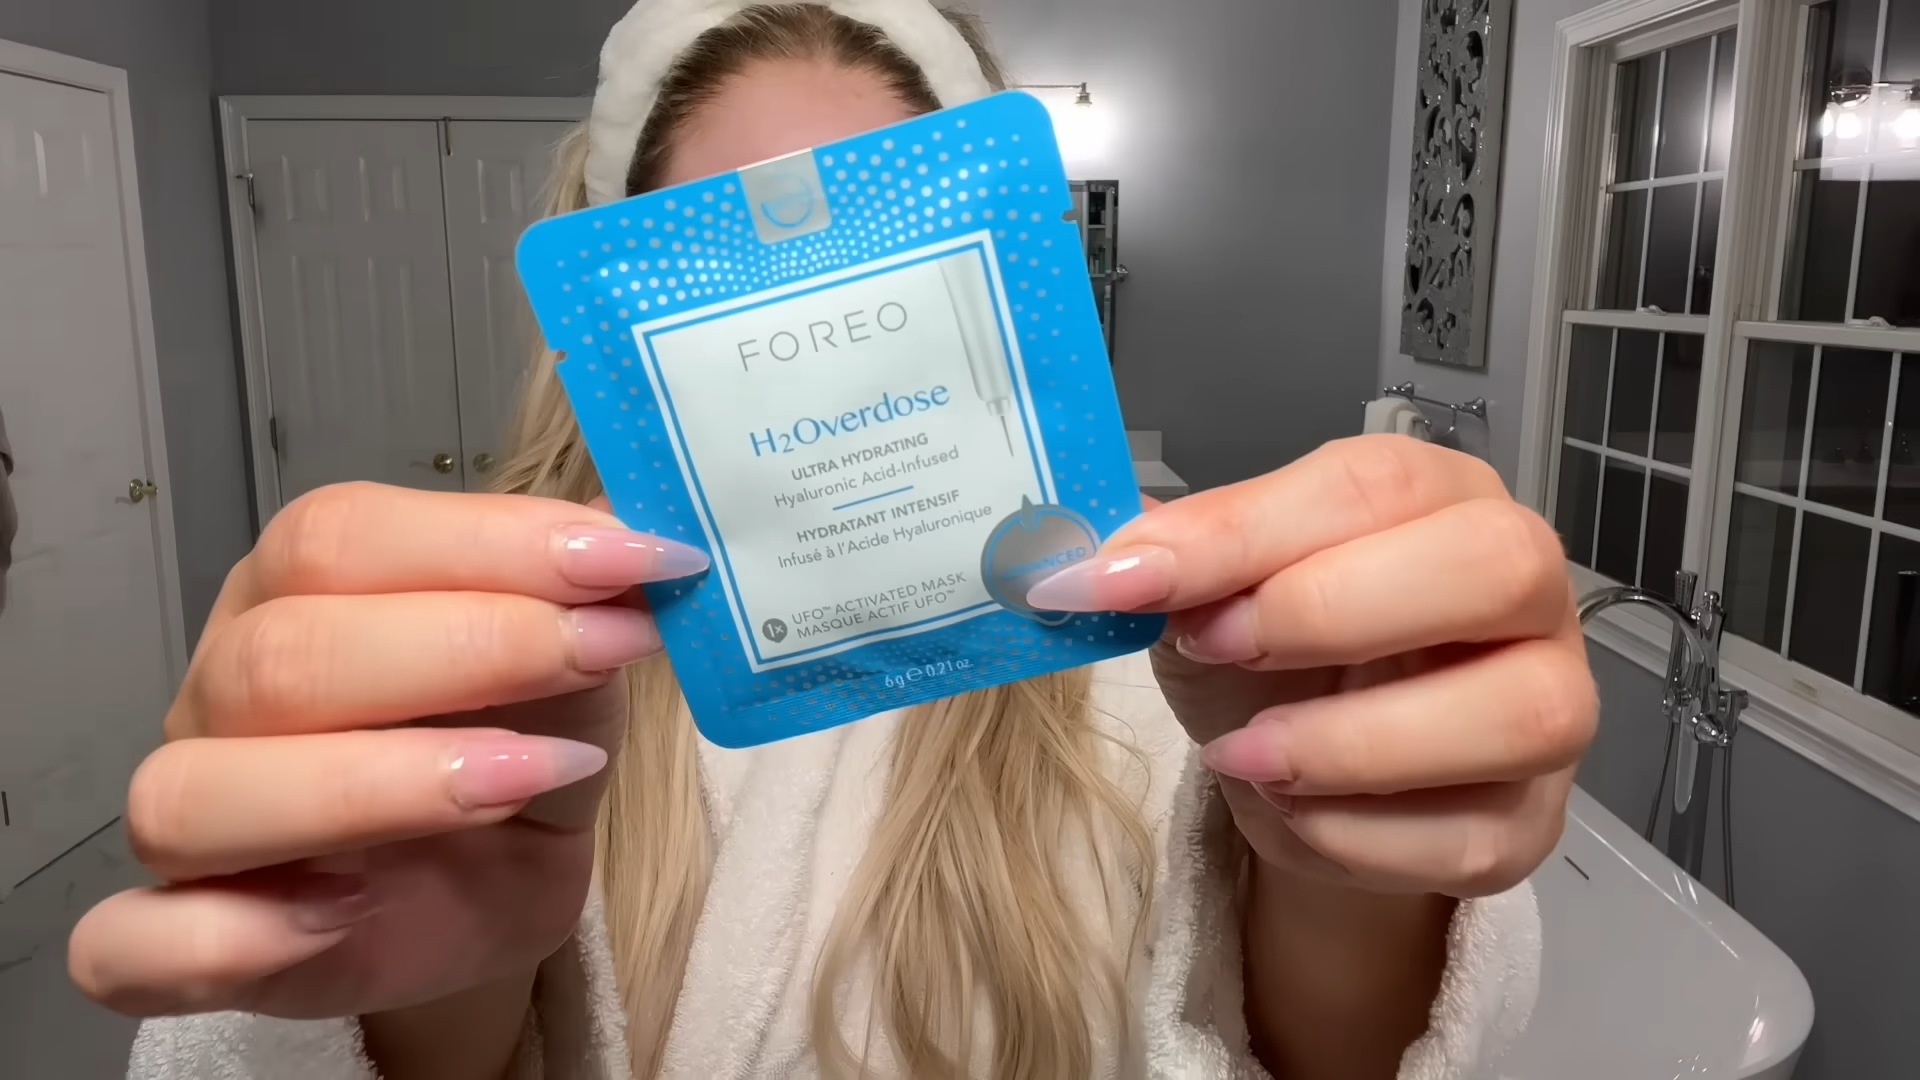 FOREO
H2Overdose
ULTRA HYDRATING
Hyaluronic Acid-Infused
HYDRATANT INTENSIF
Infusé à l'Acide Hyaluronique
1x
UFO™ ACTIVATED MASK
MASQUE ACTIF UFO™
6 g ℮ 0.21 oz.